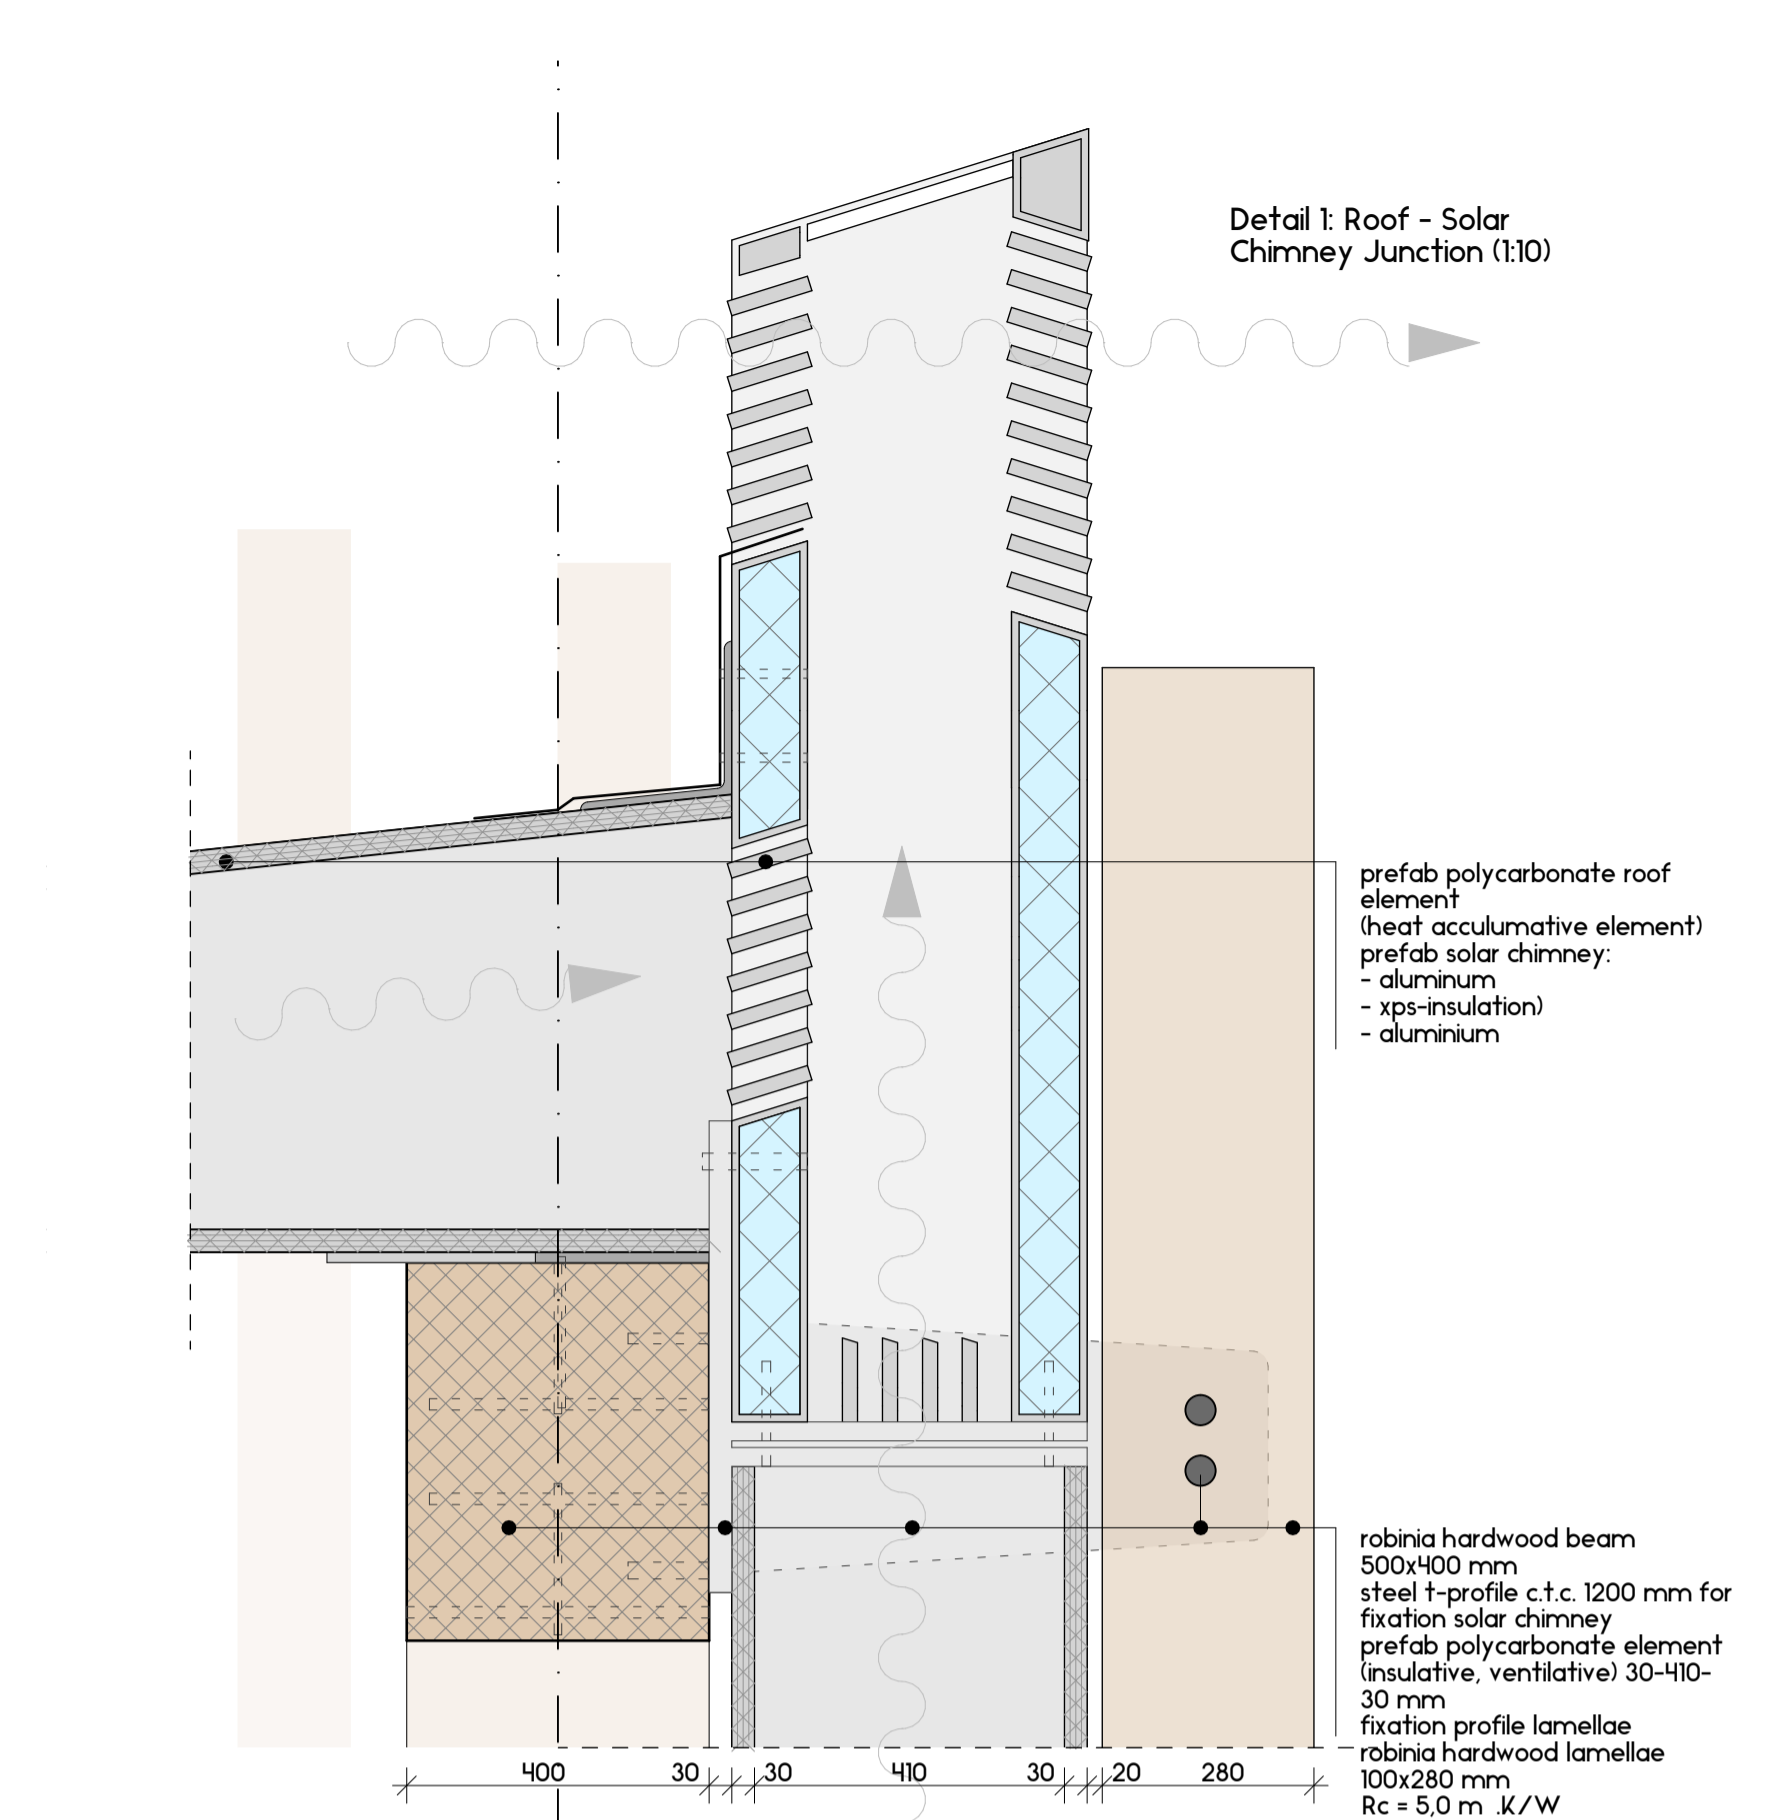 Detail 1: Roof - Solar
Chimney Junction (1:10)
prefab polycarbonate roof
element
(heat acculumative element)
prefab solar chimney:
- aluminum
- xps-insulation)
- aluminium
robinia hardwood beam
500x400 mm
steel t-profile c.t.c. 1200 mm for
fixation solar chimney
prefab polycarbonate element
(insulative, ventilative) 30-410-
30 mm
fixation profile lamellae
robinia hardwood lamellae
100x280 mm
Rc = 5,0 m .K/W
400 30 30 410 30 20 280